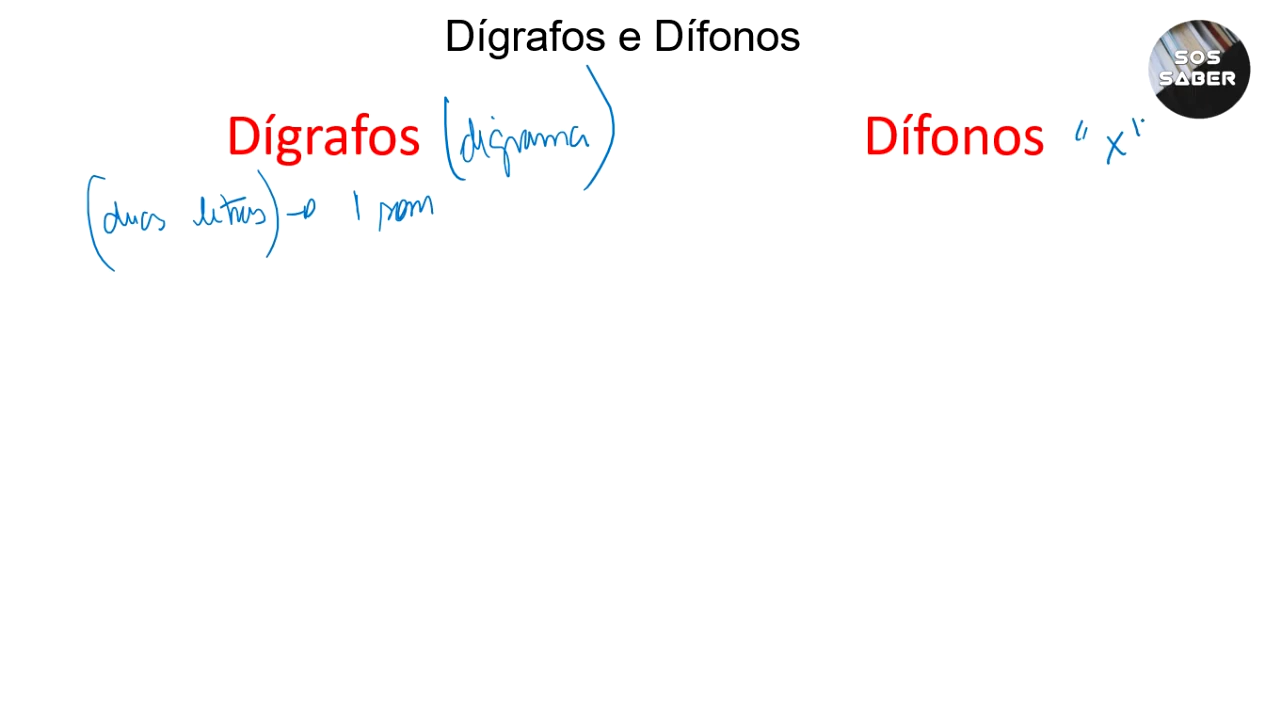 Dígrafos e Dífonos
SOS
SABER
Dígrafos (digrama)
Dífonos "x"
(duas letras) → 1 som